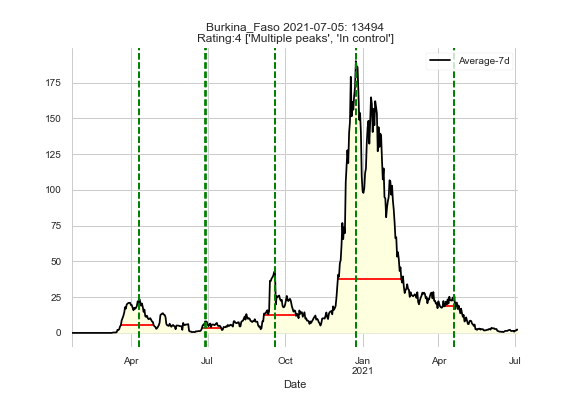 Burkina_Faso 2021-07-05: 13494
Rating:4 ['Multiple peaks', 'In control']
Average-7d
175
150
125
100
75
50
25
0
Apr
Jul
Oct
Jan
2021
Apr
Jul
Date